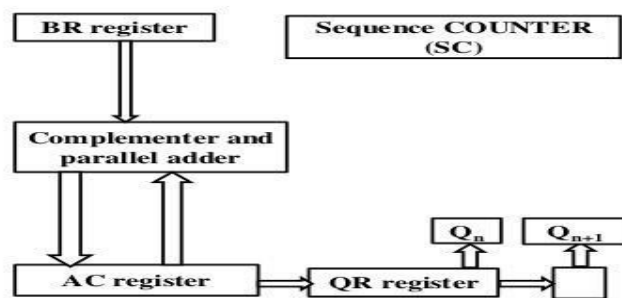 BR register
Sequence COUNTER
(SC)
Complementer and
parallel adder
Qn
Qn+1
AC register
QR register